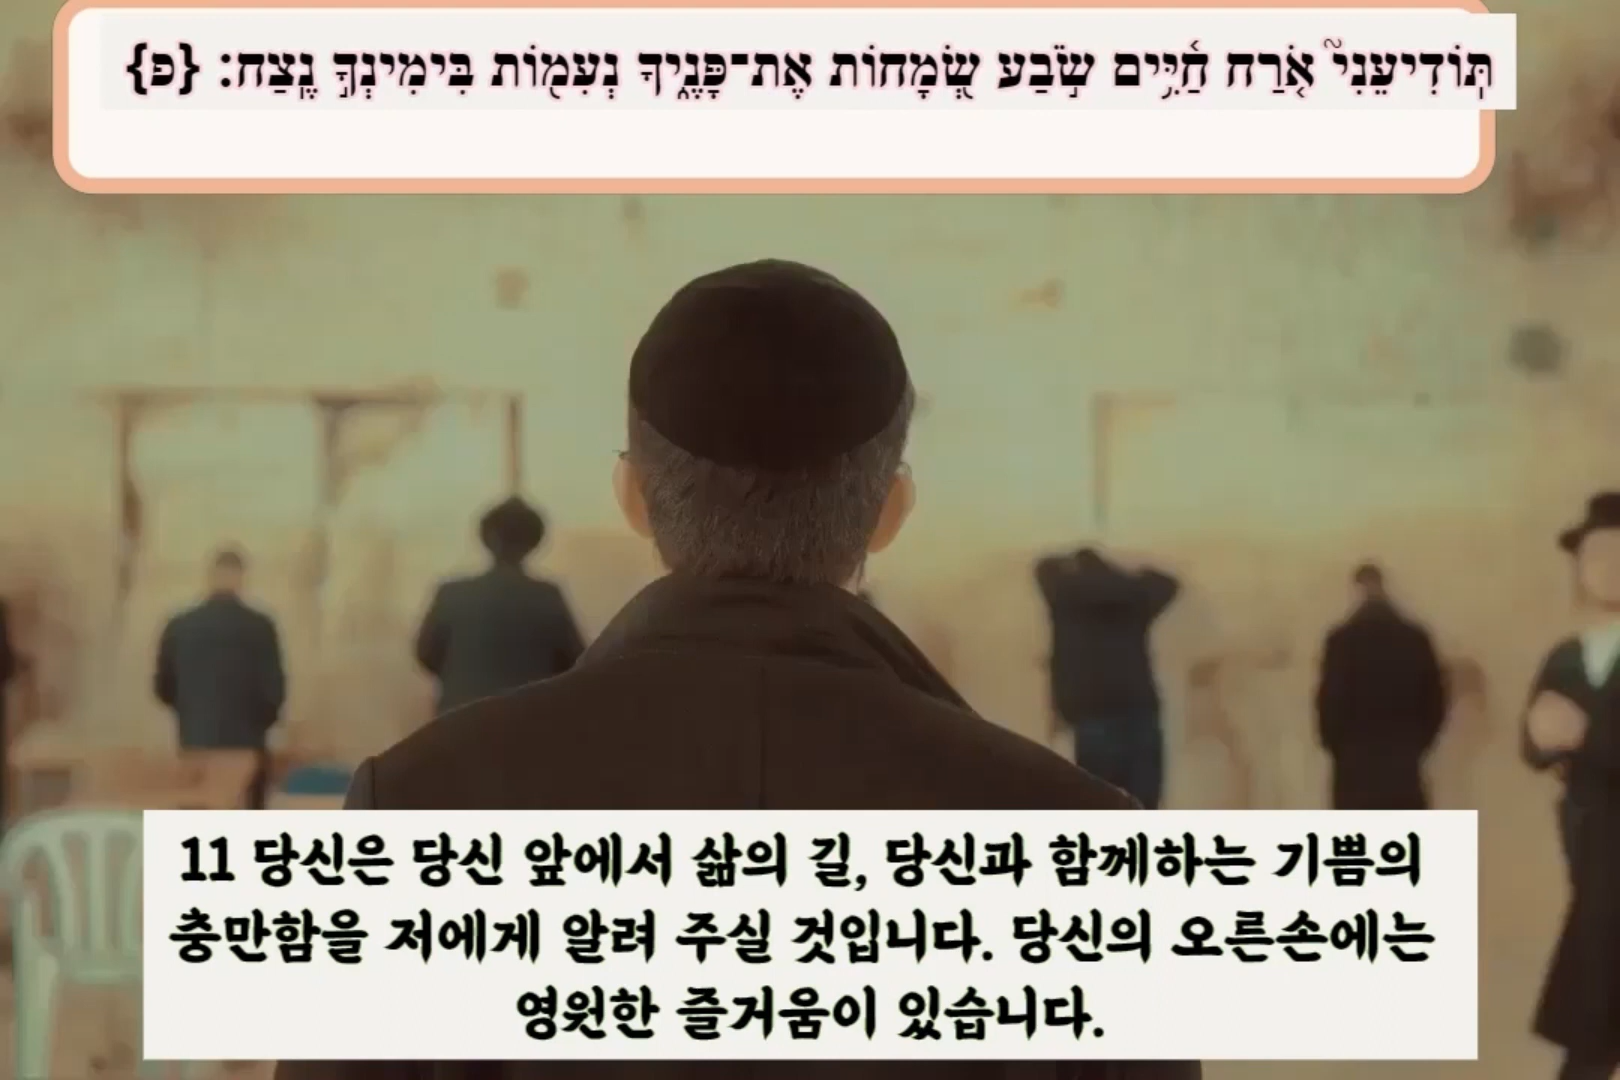 תּֽוֹדִיעֵנִי֮ אֹ֤רַח חַ֫יִּ֥ים שֹׂ֣בַע שְׂ֭מָחוֹת אֶת־פָּנֶ֑יךָ נְעִמ֖וֹת בִּימִינְךָ֣ נֶֽצַח׃ {פ}
11 당신은 당신 앞에서 삶의 길, 당신과 함께하는 기쁨의
충만함을 저에게 알려 주실 것입니다. 당신의 오른손에는
영원한 즐거움이 있습니다.